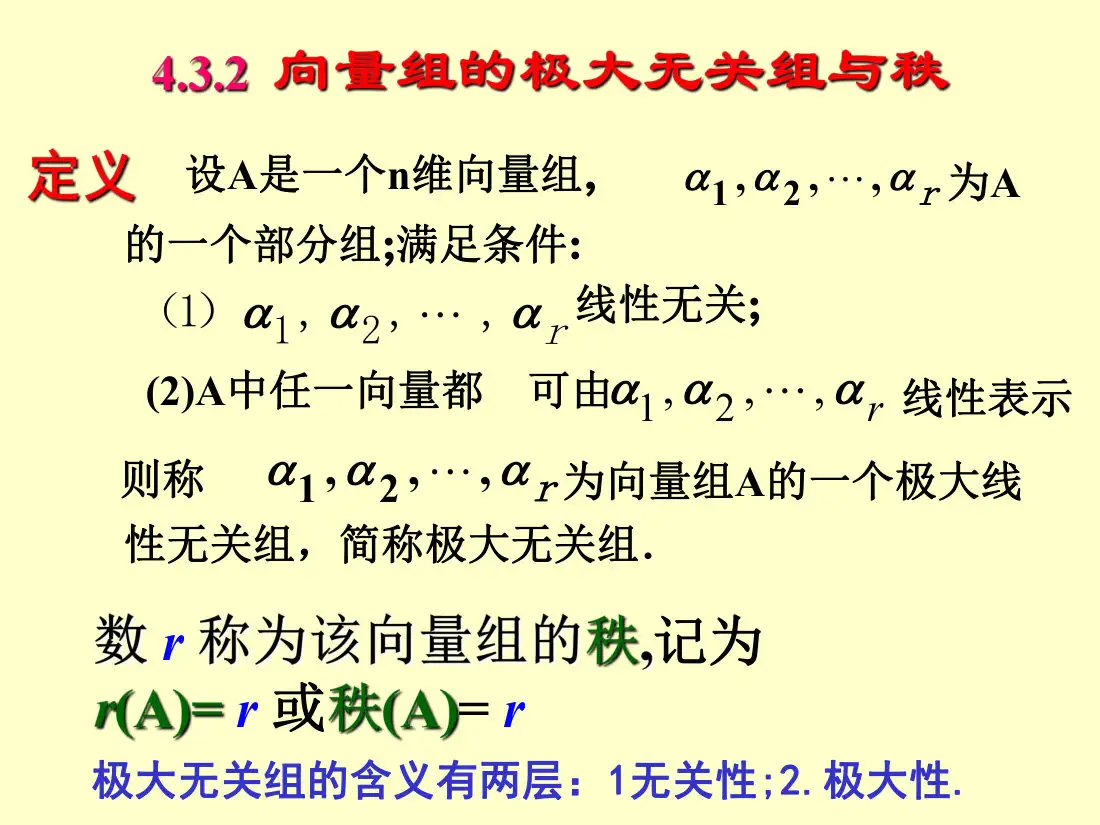 4.3.2 向量组的极大无关组与秩
定义 设A是一个n维向量组, α1,α2,⋯,αr为A
的一个部分组;满足条件:
(1) α1, α2, ⋯, αr线性无关;
(2)A中任一向量都 可由α1,α2,⋯,αr 线性表示
则称 α1,α2,⋯,αr为向量组A的一个极大线
性无关组，简称极大无关组.
数 r 称为该向量组的秩,记为
r(A)= r 或秩(A)= r
极大无关组的含义有两层：1无关性;2.极大性.